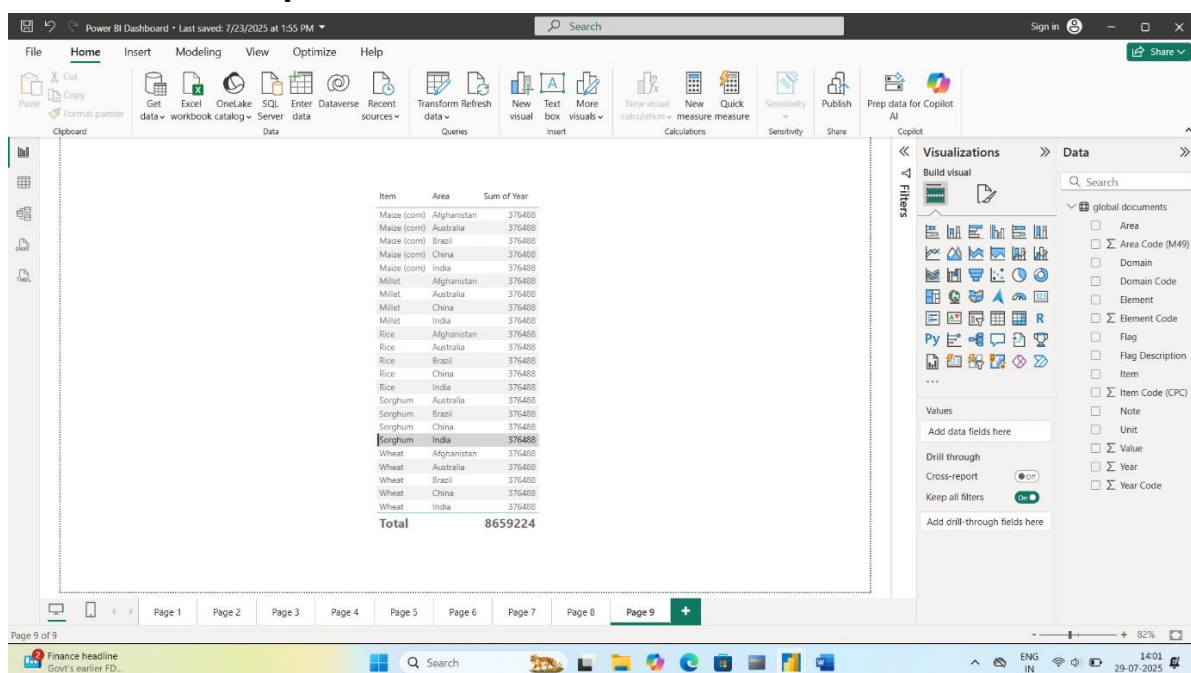 Power BI Dashboard • Last saved: 7/23/2025 at 1:55 PM
Search
Sign in
File Home Insert Modeling View Optimize Help
Share
Paste
Cut
Copy
Format painter
Clipboard
Get data
Excel workbook
OneLake catalog
SQL Server
Enter data
Dataverse
Recent sources
Data
Transform data
Refresh
Queries
New visual
Text box
More visuals
Insert
New visual calculation
New measure
Quick measure
Calculations
Sensitivity
Sensitivity
Publish
Share
Prep data for AI
Copilot
Copilot
Item Area Sum of Year
Maize (corn) Afghanistan 376488
Maize (corn) Australia 376488
Maize (corn) Brazil 376488
Maize (corn) China 376488
Maize (corn) India 376488
Millet Afghanistan 376488
Millet Australia 376488
Millet China 376488
Millet India 376488
Rice Afghanistan 376488
Rice Australia 376488
Rice Brazil 376488
Rice China 376488
Rice India 376488
Sorghum Australia 376488
Sorghum Brazil 376488
Sorghum China 376488
Sorghum India 376488
Wheat Afghanistan 376488
Wheat Australia 376488
Wheat Brazil 376488
Wheat China 376488
Wheat India 376488
Total 8659224
Filters
Visualizations
Build visual
123
R
Py
...
Values
Add data fields here
Drill through
Cross-report Off
Keep all filters On
Add drill-through fields here
Data
Search
global documents
Area
Σ Area Code (M49)
Domain
Domain Code
Element
Σ Element Code
Flag
Flag Description
Item
Σ Item Code (CPC)
Note
Unit
Σ Value
Σ Year
Σ Year Code
Page 1 Page 2 Page 3 Page 4 Page 5 Page 6 Page 7 Page 8 Page 9 +
Page 9 of 9
- + 82%
2
Finance headline
Govt's earlier FD...
Search
ENG
IN
14:01
29-07-2025